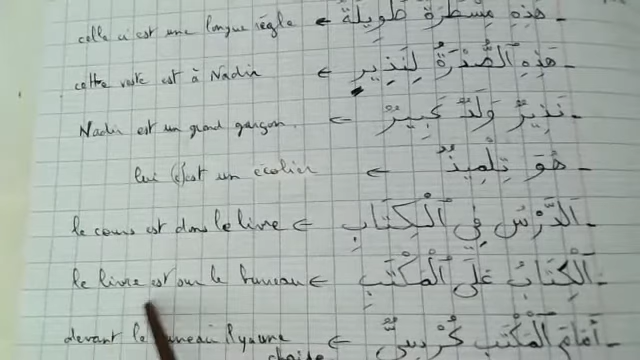 - هَذِهِ مِسْطَرَةٌ طَوِيلَةٌ ← celle ci est une longue règle
- هَذِهِ الصُّدْرَةُ لِنَذِيرٍ ← cette veste est à Nadir
- نَذِيرٌ وَلَدٌ كَبِيرٌ ← Nadir est un grand garçon.
- هُوَ تِلْمِيذٌ ← lui c'est un écolier
- اَلدَّرْسُ فِي الْكِتَابِ ← le cours est dans le livre
- اَلْكِتَابُ عَلَى الْمَكْتَبِ ← le livre est sur le bureau
- أَمَامَ الْمَكْتَبِ كُرْسِيٌّ ← devant le bureau il y a une chaise